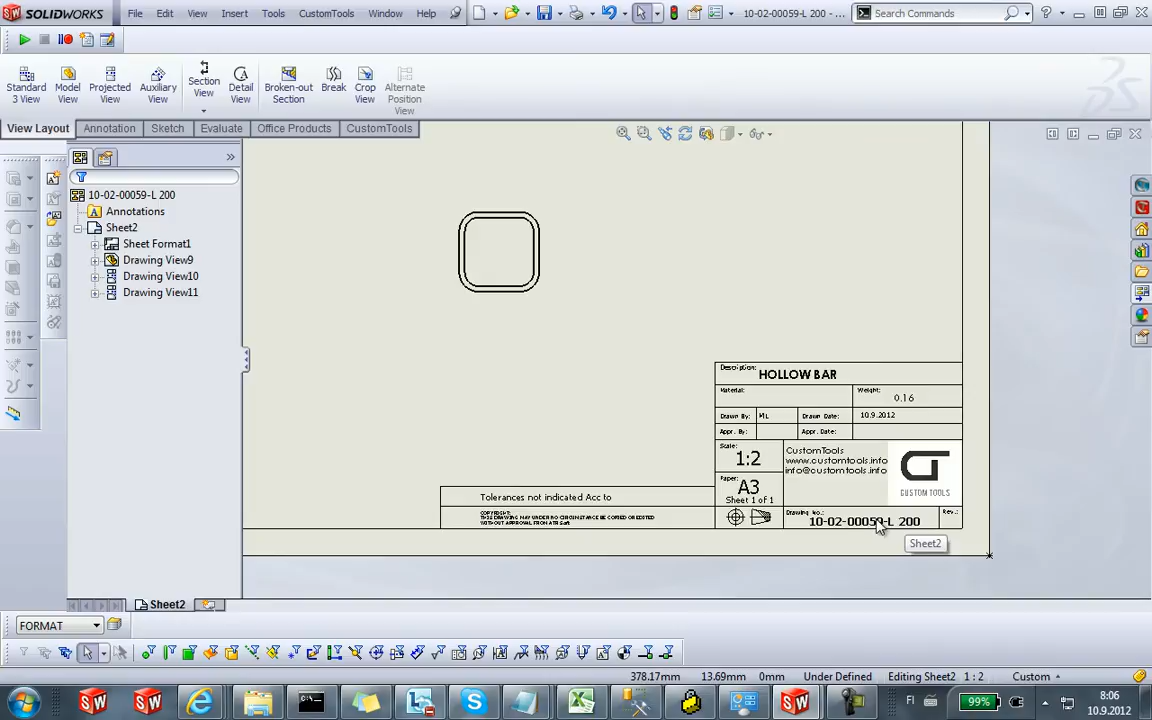 SOLIDWORKS File Edit View Insert Tools CustomTools Window Help 10-02-00059-L 200 - ... Search Commands
Standard 3 View
Model View
Projected View
Auxiliary View
Section View
Detail View
Broken-out Section
Break
Crop View
Alternate Position View
View Layout Annotation Sketch Evaluate Office Products CustomTools
10-02-00059-L 200
Annotations
Sheet2
Sheet Format1
Drawing View9
Drawing View10
Drawing View11
Description: HOLLOW BAR
Material: Weight: 0.16
Drawn By: ML Drawn Date: 10.9.2012
Appr. By: Appr. Date:
Scale: 1:2
CustomTools
www.customtools.info
info@customtools.info
CT
CUSTOM TOOLS
Paper: A3
Sheet 1 of 1
Tolerances not indicated Acc to
COPYRIGHT:
Drawing No.: Rev.:
10-02-00059-L 200
Sheet2
Sheet2
FORMAT
378.17mm 13.69mm 0mm Under Defined Editing Sheet2 1 : 2 Custom
FI 99% 8:06
10.9.2012